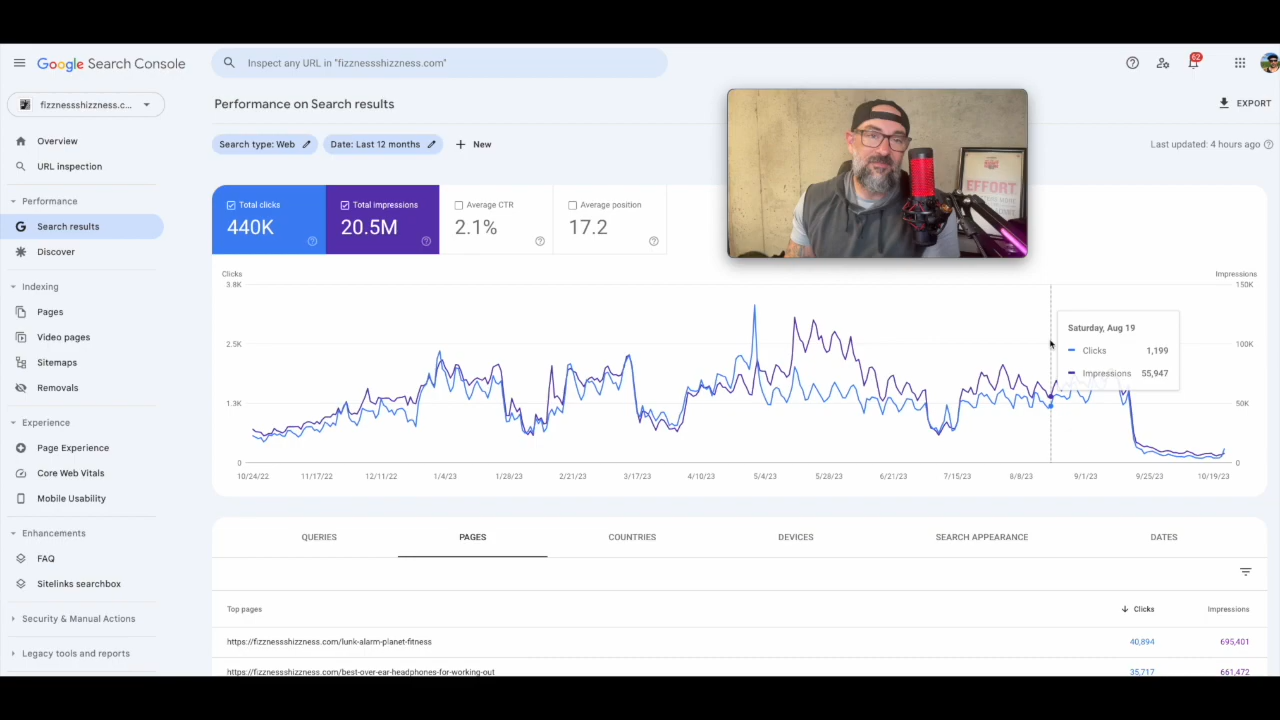 Google Search Console
Inspect any URL in "fizznessshizzness.com"
62
fizznessshizzness.c...
Performance on Search results
EXPORT
Search type: Web
Date: Last 12 months
New
Last updated: 4 hours ago
Overview
URL inspection
Performance
Search results
Discover
Indexing
Pages
Video pages
Sitemaps
Removals
Experience
Page Experience
Core Web Vitals
Mobile Usability
Enhancements
FAQ
Sitelinks searchbox
Security & Manual Actions
Legacy tools and reports
Total clicks
440K
Total impressions
20.5M
Average CTR
2.1%
Average position
17.2
EFFORT
Clicks
Impressions
3.8K
150K
2.5K
100K
1.3K
50K
0
0
Saturday, Aug 19
Clicks 1,199
Impressions 55,947
10/24/22 11/17/22 12/11/22 1/4/23 1/28/23 2/21/23 3/17/23 4/10/23 5/4/23 5/28/23 6/21/23 7/15/23 8/8/23 9/1/23 9/25/23 10/19/23
QUERIES PAGES COUNTRIES DEVICES SEARCH APPEARANCE DATES
Top pages Clicks Impressions
https://fizznessshizzness.com/lunk-alarm-planet-fitness 40,894 695,401
https://fizznessshizzness.com/best-over-ear-headphones-for-working-out 35,717 661,472